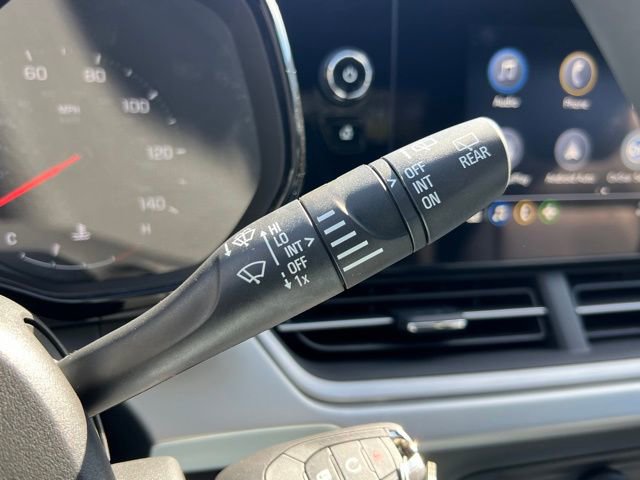 60
80
100
120
140
MPH
C
H
HI
LO
INT >
OFF
1x
>
OFF
INT
ON
REAR
Audio
Phone
Android Auto